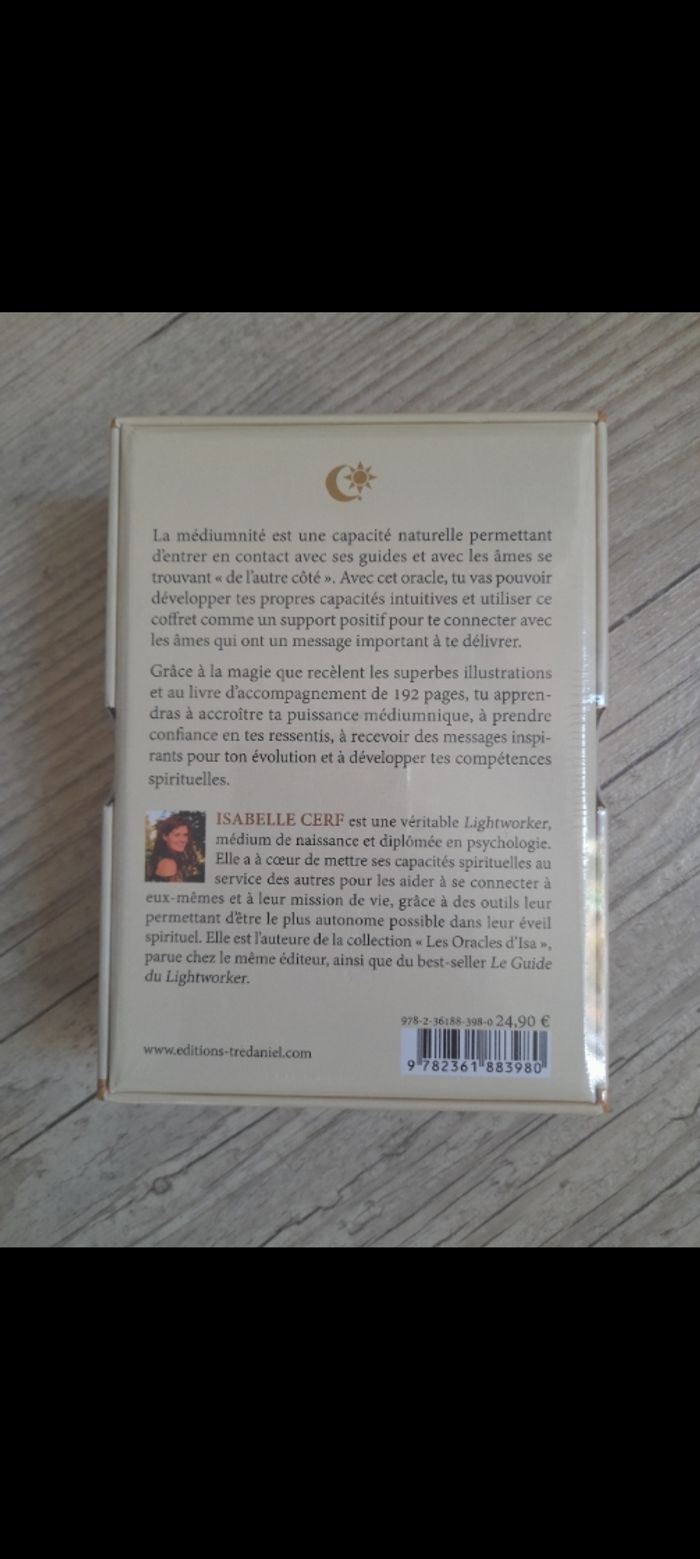 La médiumnité est une capacité naturelle permettant
d'entrer en contact avec ses guides et avec les âmes se
trouvant « de l'autre côté ». Avec cet oracle, tu vas pouvoir
développer tes propres capacités intuitives et utiliser ce
coffret comme un support positif pour te connecter avec
les âmes qui ont un message important à te délivrer.
Grâce à la magie que recèlent les superbes illustrations
et au livre d'accompagnement de 192 pages, tu appren-
dras à accroître ta puissance médiumnique, à prendre
confiance en tes ressentis, à recevoir des messages inspi-
rants pour ton évolution et à développer tes compétences
spirituelles.
ISABELLE CERF est une véritable Lightworker,
médium de naissance et diplômée en psychologie.
Elle a à cœur de mettre ses capacités spirituelles au
service des autres pour les aider à se connecter à
eux-mêmes et à leur mission de vie, grâce à des outils leur
permettant d'être le plus autonome possible dans leur éveil
spirituel. Elle est l'auteure de la collection « Les Oracles d'Isa »,
parue chez le même éditeur, ainsi que du best-seller Le Guide
du Lightworker.
978-2-36188-398-0 24,90 €
www.editions-tredaniel.com
9 782361 883980